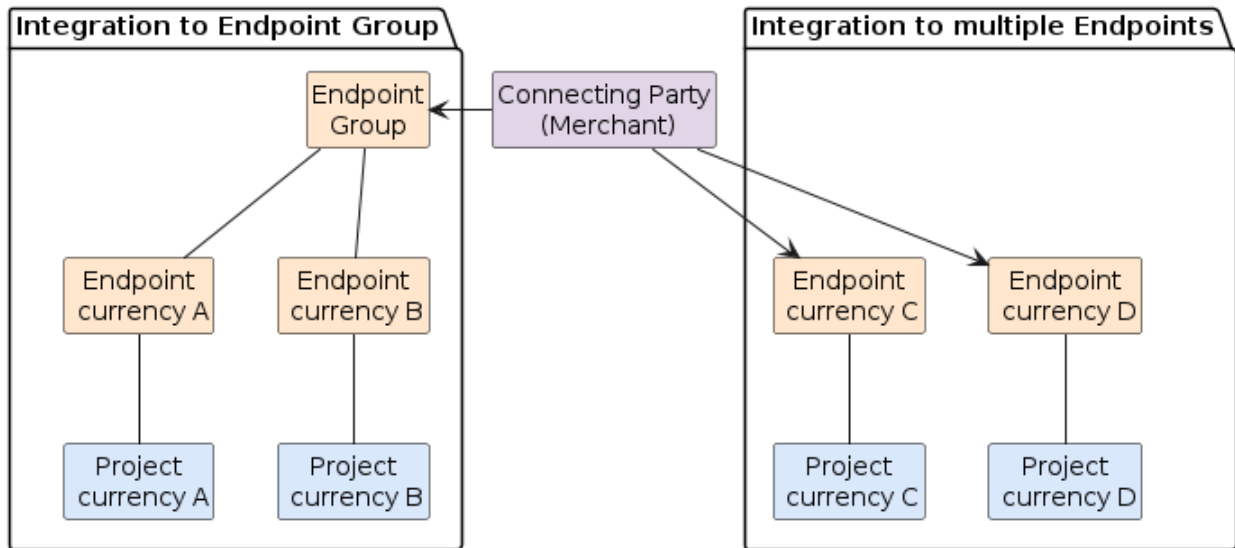 Integration to Endpoint Group
Integration to multiple Endpoints
Endpoint
Group
Connecting Party
(Merchant)
Endpoint
currency A
Endpoint
currency B
Endpoint
currency C
Endpoint
currency D
Project
currency A
Project
currency B
Project
currency C
Project
currency D